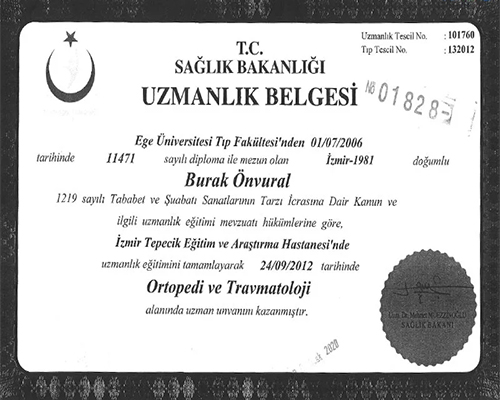 Uzmanlık Tescil No. : 101760
Tıp Tescil No. : 132012
T.C.
SAĞLIK BAKANLIĞI
UZMANLIK BELGESİ
№ 01828
Ege Üniversitesi Tıp Fakültesi'nden 01/07/2006
tarihinde 11471 sayılı diploma ile mezun olan İzmir-1981 doğumlu
Burak Önvural
1219 sayılı Tababet ve Şuabatı Sanatlarının Tarzı İcrasına Dair Kanun ve
ilgili uzmanlık eğitimi mevzuatı hükümlerine göre,
İzmir Tepecik Eğitim ve Araştırma Hastanesi'nde
uzmanlık eğitimini tamamlayarak 24/09/2012 tarihinde
Ortopedi ve Travmatoloji
alanında uzman unvanını kazanmıştır.
Dr. Mehmet
SAĞLIK BAKANI
2020